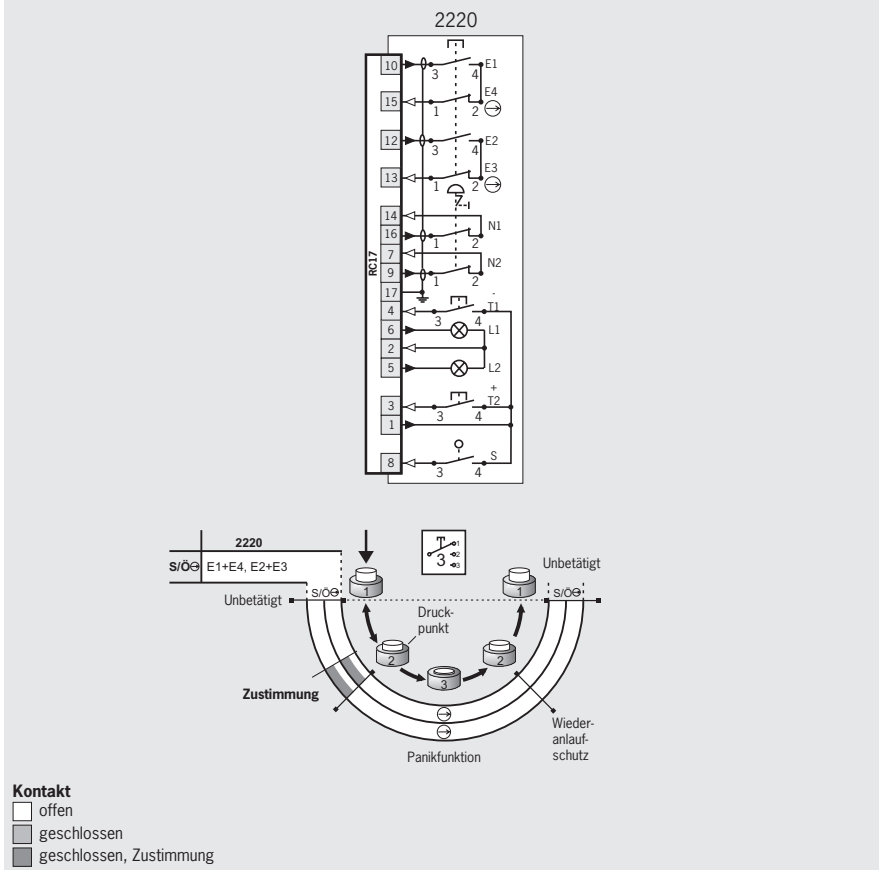 2220
10 3 4 E1
15 1 2 E4
12 3 4 E2
13 1 2 E3
14
16 1 2 N1
7
9 1 2 N2
RC17
17
-
4 3 4 T1
6 L1
2
5 L2
+
3 3 4 T2
1
8 3 4 S
2220
S/Ö E1+E4, E2+E3
1
2
3
3
Unbetätigt
S/Ö
1
1
S/Ö
Unbetätigt
Druck-
punkt
2
2
3
Zustimmung
Wieder-
anlauf-
schutz
Panikfunktion
Kontakt
offen
geschlossen
geschlossen, Zustimmung